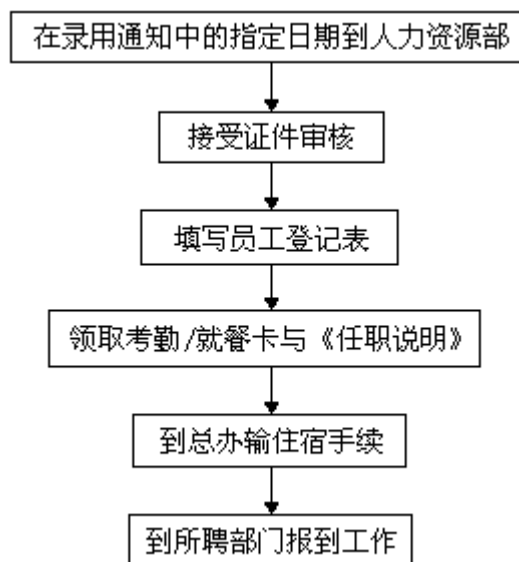 在录用通知中的指定日期到人力资源部
接受证件审核
填写员工登记表
领取考勤/就餐卡与《任职说明》
到总办输住宿手续
到所聘部门报到工作